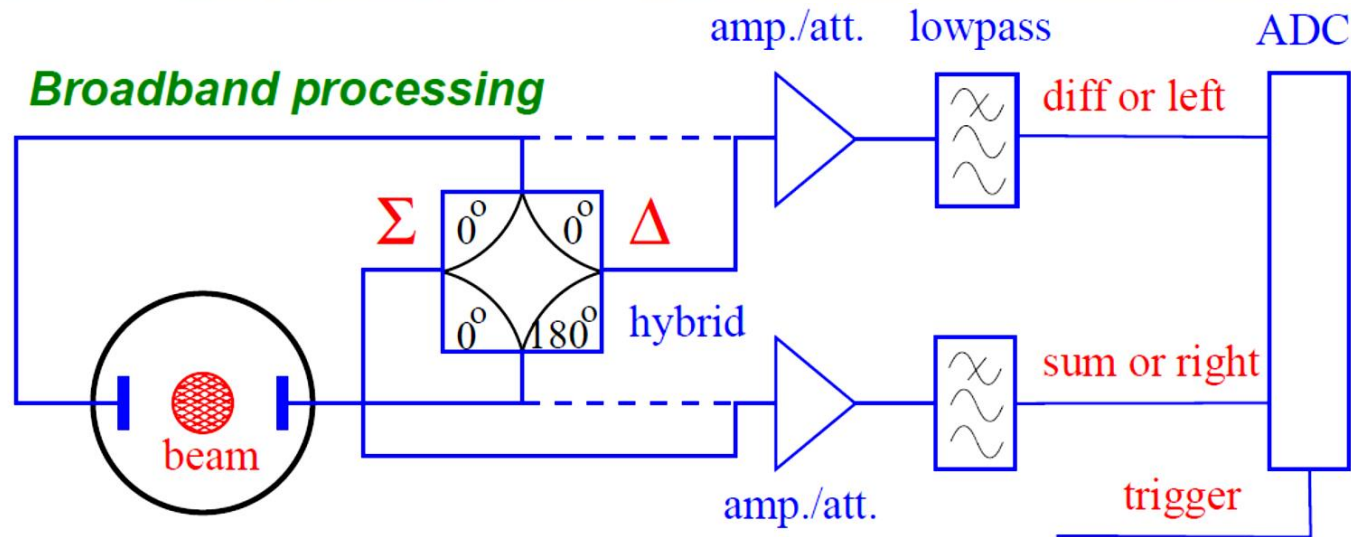 amp./att. lowpass ADC
Broadband processing
diff or left
Σ 0° 0° Δ
0° 180° hybrid
sum or right
beam
trigger
amp./att.